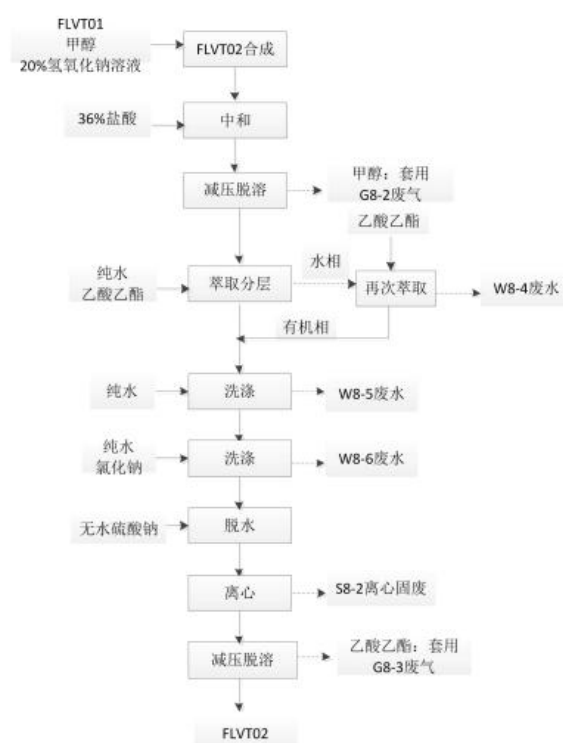 FLVT01
甲醇
20%氢氧化钠溶液
FLVT02合成
36%盐酸
中和
减压脱溶
甲醇：套用
G8-2废气
乙酸乙酯
纯水
乙酸乙酯
萃取分层
水相
再次萃取
W8-4废水
有机相
纯水
洗涤
W8-5废水
纯水
氯化钠
洗涤
W8-6废水
无水硫酸钠
脱水
离心
S8-2离心固废
减压脱溶
乙酸乙酯：套用
G8-3废气
FLVT02